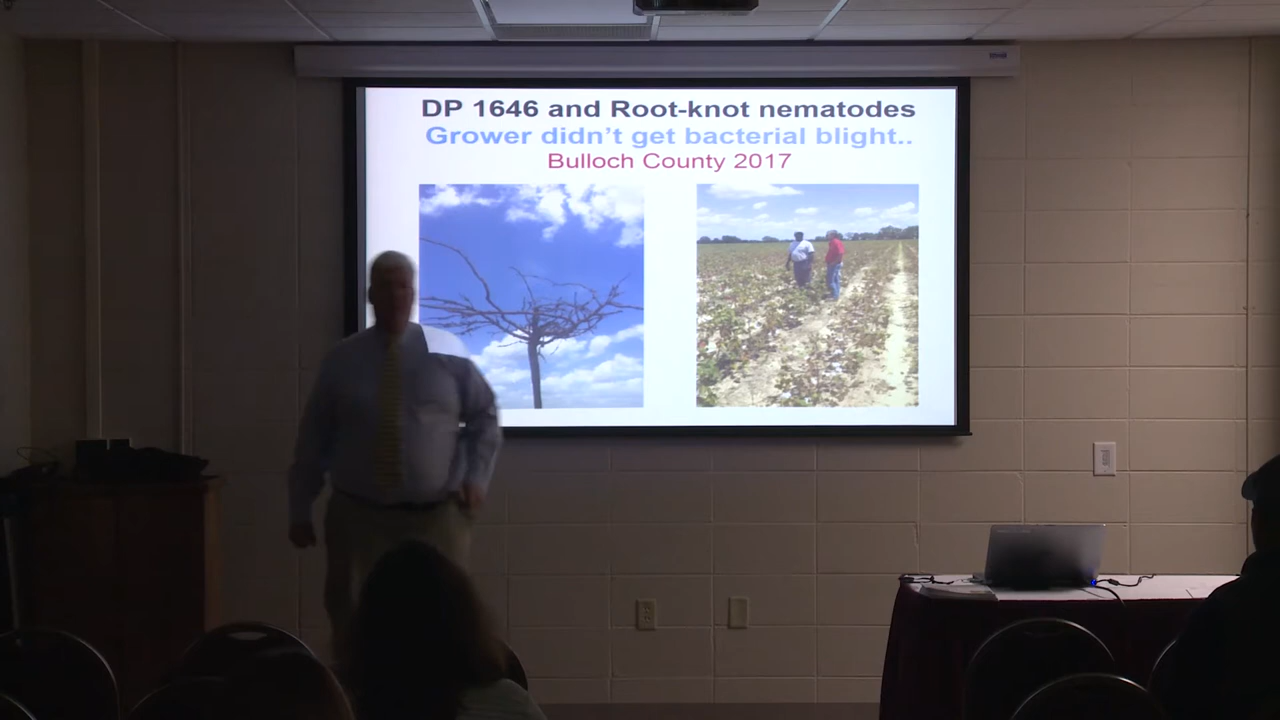 DP 1646 and Root-knot nematodes
Grower didn't get bacterial blight..
Bulloch County 2017